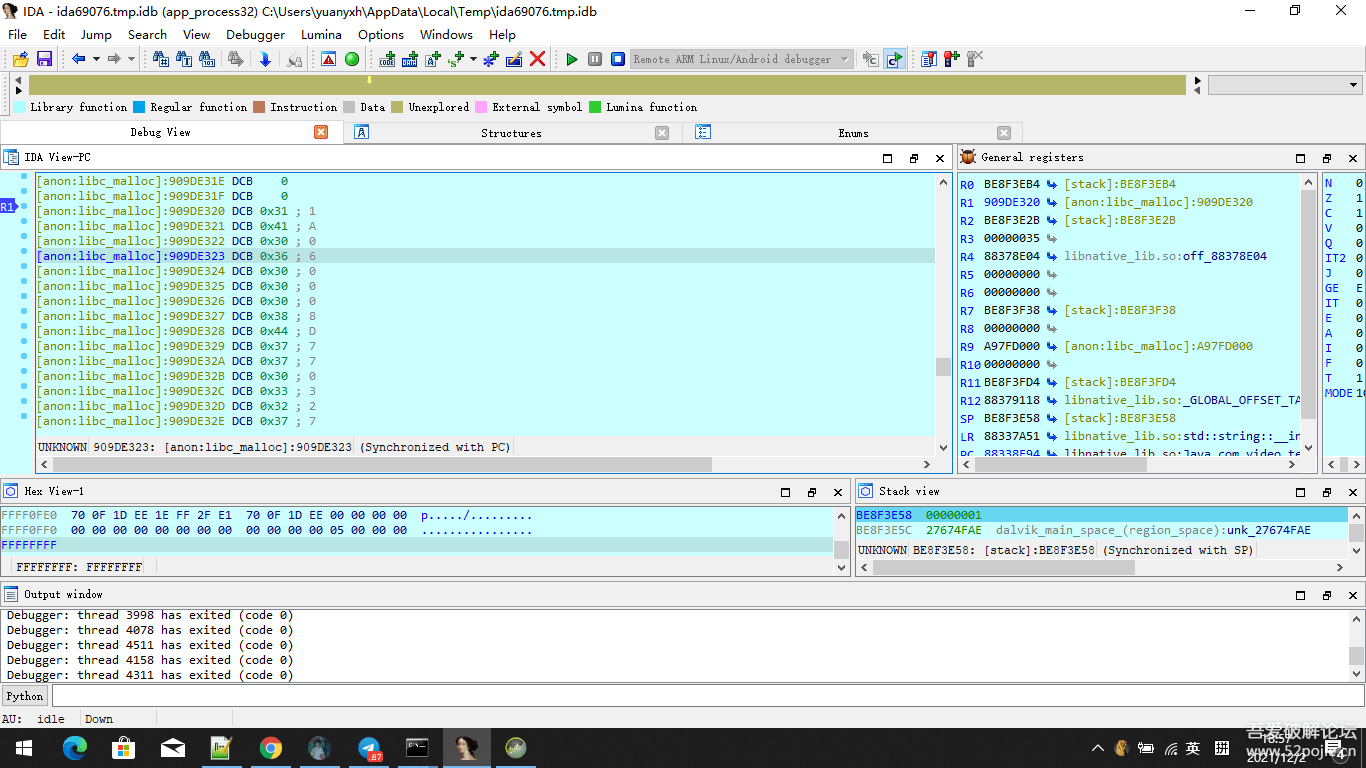 IDA - ida69076.tmp.idb (app_process32) C:\Users\yuanyxh\AppData\Local\Temp\ida69076.tmp.idb
File Edit Jump Search View Debugger Lumina Options Windows Help
Remote ARM Linux/Android debugger
Library function Regular function Instruction Data Unexplored External symbol Lumina function
Debug View Structures Enums
IDA View-PC
[anon:libc_malloc]:909DE31E DCB 0
[anon:libc_malloc]:909DE31F DCB 0
R1
[anon:libc_malloc]:909DE320 DCB 0x31 ; 1
[anon:libc_malloc]:909DE321 DCB 0x41 ; A
[anon:libc_malloc]:909DE322 DCB 0x30 ; 0
[anon:libc_malloc]:909DE323 DCB 0x36 ; 6
[anon:libc_malloc]:909DE324 DCB 0x30 ; 0
[anon:libc_malloc]:909DE325 DCB 0x30 ; 0
[anon:libc_malloc]:909DE326 DCB 0x30 ; 0
[anon:libc_malloc]:909DE327 DCB 0x38 ; 8
[anon:libc_malloc]:909DE328 DCB 0x44 ; D
[anon:libc_malloc]:909DE329 DCB 0x37 ; 7
[anon:libc_malloc]:909DE32A DCB 0x37 ; 7
[anon:libc_malloc]:909DE32B DCB 0x30 ; 0
[anon:libc_malloc]:909DE32C DCB 0x33 ; 3
[anon:libc_malloc]:909DE32D DCB 0x32 ; 2
[anon:libc_malloc]:909DE32E DCB 0x37 ; 7
UNKNOWN 909DE323: [anon:libc_malloc]:909DE323 (Synchronized with PC)
General registers
R0 BE8F3EB4 [stack]:BE8F3EB4
R1 909DE320 [anon:libc_malloc]:909DE320
R2 BE8F3E2B [stack]:BE8F3E2B
R3 00000035
R4 88378E04 libnative_lib.so:off_88378E04
R5 00000000
R6 00000000
R7 BE8F3F38 [stack]:BE8F3F38
R8 00000000
R9 A97FD000 [anon:libc_malloc]:A97FD000
R10 00000000
R11 BE8F3FD4 [stack]:BE8F3FD4
R12 88379118 libnative_lib.so:_GLOBAL_OFFSET_TA
SP BE8F3E58 [stack]:BE8F3E58
LR 88337A51 libnative_lib.so:std::string::__in
PC 88338F94 libnative_lib.so:Java_com_video_te
N 0
Z 1
C 1
V 0
Q 0
IT2 0
J 0
GE E
IT 0
E 0
A 0
I 0
F 0
T 1
MODE 10
Hex View-1
FFFF0FE0 70 0F 1D EE 1E FF 2F E1 70 0F 1D EE 00 00 00 00 p...../.........
FFFF0FF0 00 00 00 00 00 00 00 00 00 00 00 00 05 00 00 00 ................
FFFFFFFF
FFFFFFFF: FFFFFFFF
Stack view
BE8F3E58 00000001
BE8F3E5C 27674FAE dalvik_main_space_(region_space):unk_27674FAE
UNKNOWN BE8F3E58: [stack]:BE8F3E58 (Synchronized with SP)
Output window
Debugger: thread 3998 has exited (code 0)
Debugger: thread 4078 has exited (code 0)
Debugger: thread 4511 has exited (code 0)
Debugger: thread 4158 has exited (code 0)
Debugger: thread 4311 has exited (code 0)
Python
AU: idle Down
87
英 拼
18:57
2021/12/2
4
吾爱破解论坛
www.52pojie.cn